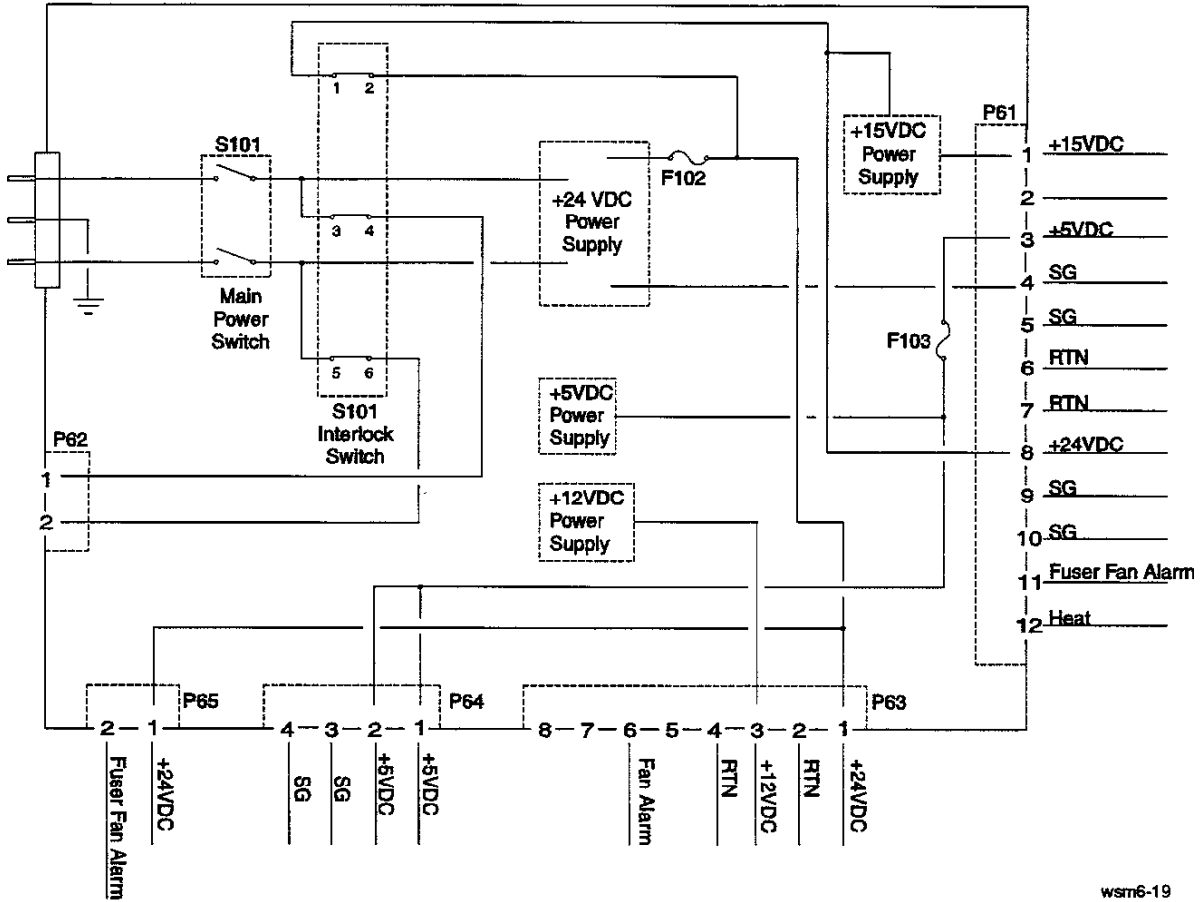 1 2
P61
S101
+15VDC
Power
Supply
1 +15VDC
F102
+24 VDC
Power
Supply
2
3 4
3 +5VDC
4 SG
Main
Power
Switch
5 SG
F103
6 RTN
5 6
+5VDC
Power
Supply
7 RTN
S101
Interlock
Switch
P62
8 +24VDC
1
9 SG
+12VDC
Power
Supply
2
10 SG
11 Fuser Fan Alarm
12 Heat
P65
P64
P63
2 1
4 3 2 1
8 7 6 5 4 3 2 1
Fuser Fan Alarm
+24VDC
SG
SG
+5VDC
+5VDC
Fan Alarm
RTN
+12VDC
RTN
+24VDC
wsm6-19